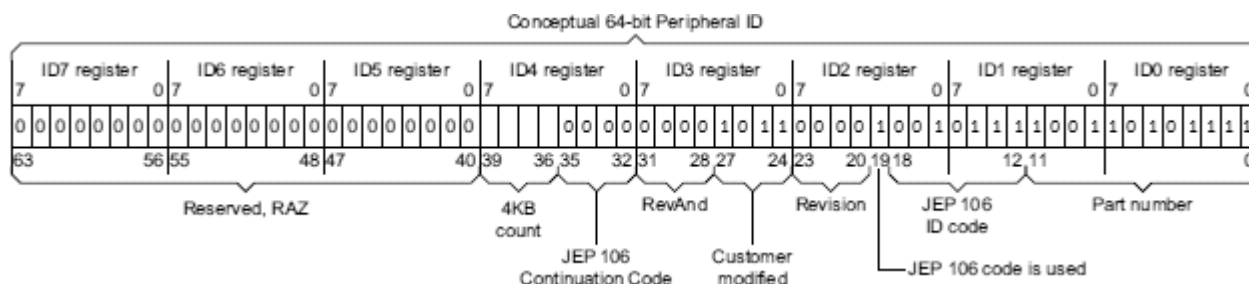 Conceptual 64-bit Peripheral ID
ID7 register ID6 register ID5 register ID4 register ID3 register ID2 register ID1 register ID0 register
7 0 7 0 7 0 7 0 7 0 7 0 7 0 7 0
0 0 0 0 0 0 0 0 0 0 0 0 0 0 0 0 0 0 0 0 0 0 0 0 0 0 0 0 0 0 0 0 1 0 1 1 0 0 0 0 1 0 0 1 0 1 1 1 1 0 0 1 1 0 1 0 1 1 1 1
63 56 55 48 47 40 39 36 35 32 31 28 27 24 23 20 19 18 12 11 0
Reserved, RAZ 4KB RevAnd Revision JEP 106 Part number
count ID code
JEP 106 Customer JEP 106 code is used
Continuation Code modified